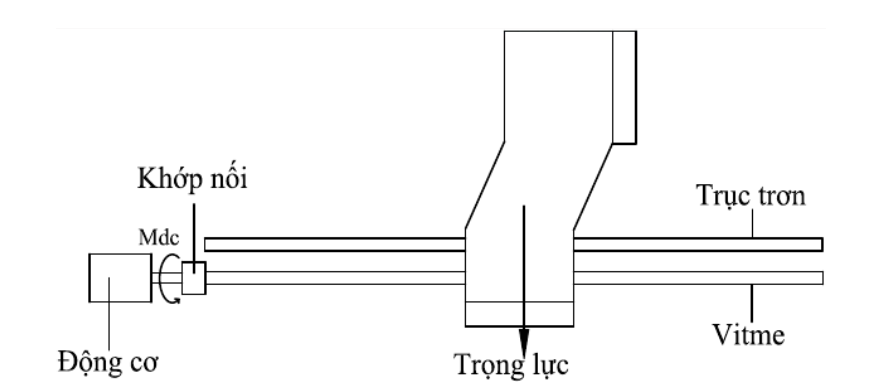 Khớp nối
Trục trơn
Mdc
Động cơ
Trọng lực
Vitme